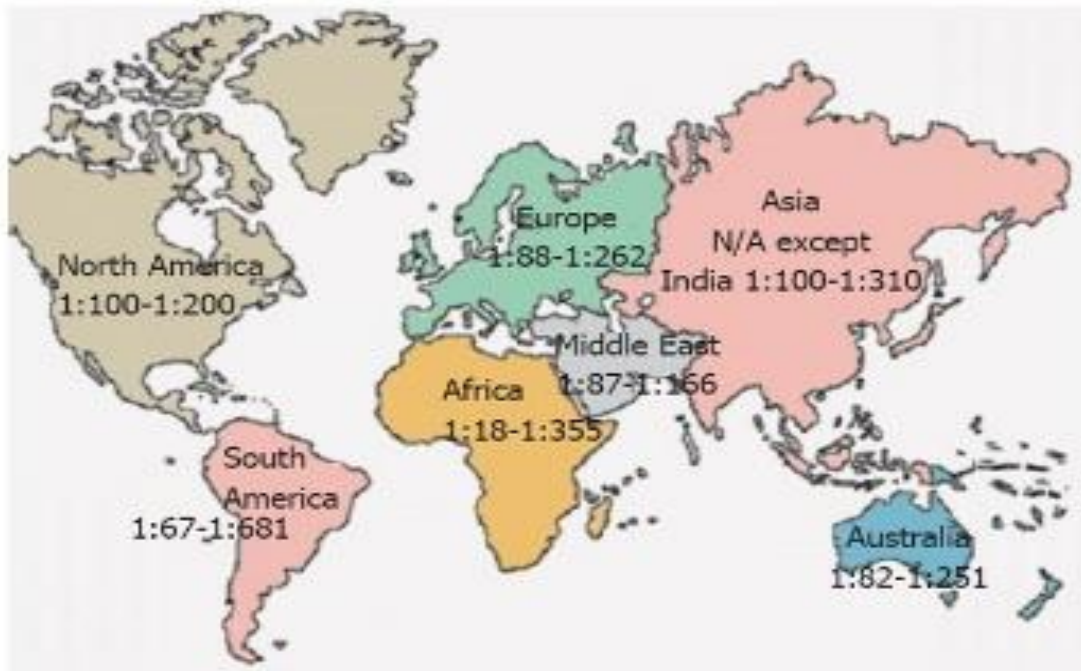 North America
1:100-1:200
Europe
1:88-1:262
Asia
N/A except
India 1:100-1:310
Middle East
1:87-1:166
Africa
1:18-1:355
South
America
1:67-1:681
Australia
1:82-1:251